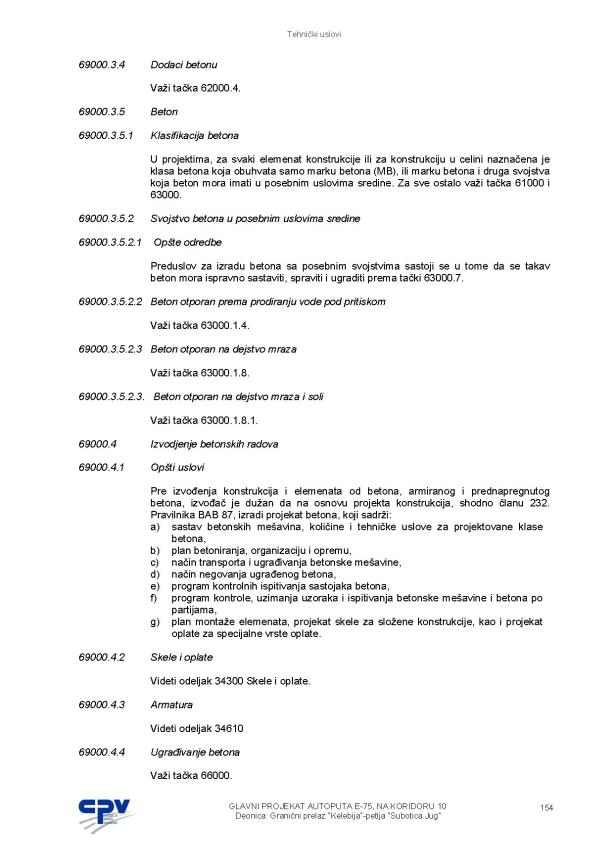 Tehnički uslovi
69000.3.4 Dodaci betonu
Važi tačka 62000.4.
69000.3.5 Beton
69000.3.5.1 Klasifikacija betona
U projektima, za svaki elemenat konstrukcije ili za konstrukciju u celini naznačena je
klasa betona koja obuhvata samo marku betona (MB), ili marku betona i druga svojstva
koja beton mora imati u posebnim uslovima sredine. Za sve ostalo važi tačka 61000 i
63000.
69000.3.5.2 Svojstvo betona u posebnim uslovima sredine
69000.3.5.2.1 Opšte odredbe
Preduslov za izradu betona sa posebnim svojstvima sastoji se u tome da se takav
beton mora ispravno sastaviti, spraviti i ugraditi prema tački 63000.7.
69000.3.5.2.2 Beton otporan prema prodiranju vode pod pritiskom
Važi tačka 63000.1.4.
69000.3.5.2.3 Beton otporan na dejstvo mraza
Važi tačka 63000.1.8.
69000.3.5.2.3. Beton otporan na dejstvo mraza i soli
Važi tačka 63000.1.8.1.
69000.4 Izvodjenje betonskih radova
69000.4.1 Opšti uslovi
Pre izvođenja konstrukcija i elemenata od betona, armiranog i prednapregnutog
betona, izvođač je dužan da na osnovu projekta konstrukcija, shodno članu 232.
Pravilnika BAB 87, izradi projekat betona, koji sadrži:
a) sastav betonskih mešavina, količine i tehničke uslove za projektovane klase
betona,
b) plan betoniranja, organizaciju i opremu,
c) način transporta i ugrađivanja betonske mešavine,
d) način negovanja ugrađenog betona,
e) program kontrolnih ispitivanja sastojaka betona,
f) program kontrole, uzimanja uzoraka i ispitivanja betonske mešavine i betona po
partijama,
g) plan montaže elemenata, projekat skele za složene konstrukcije, kao i projekat
oplate za specijalne vrste oplate.
69000.4.2 Skele i oplate
Videti odeljak 34300 Skele i oplate.
69000.4.3 Armatura
Videti odeljak 34610
69000.4.4 Ugrađivanje betona
Važi tačka 66000.
CPV
GLAVNI PROJEKAT AUTOPUTA E-75, NA KORIDORU 10 154
Deonica: Granični prelaz "Kelebija"-petlja "Subotica Jug"